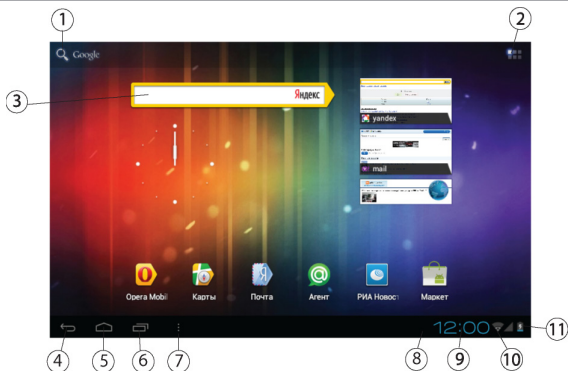 1
2
Google
3
Яндекс
yandex
mail
Opera Mobil
Карты
Почта
Агент
РИА Новост
Маркет
12:00
4
5
6
7
8
9
10
11